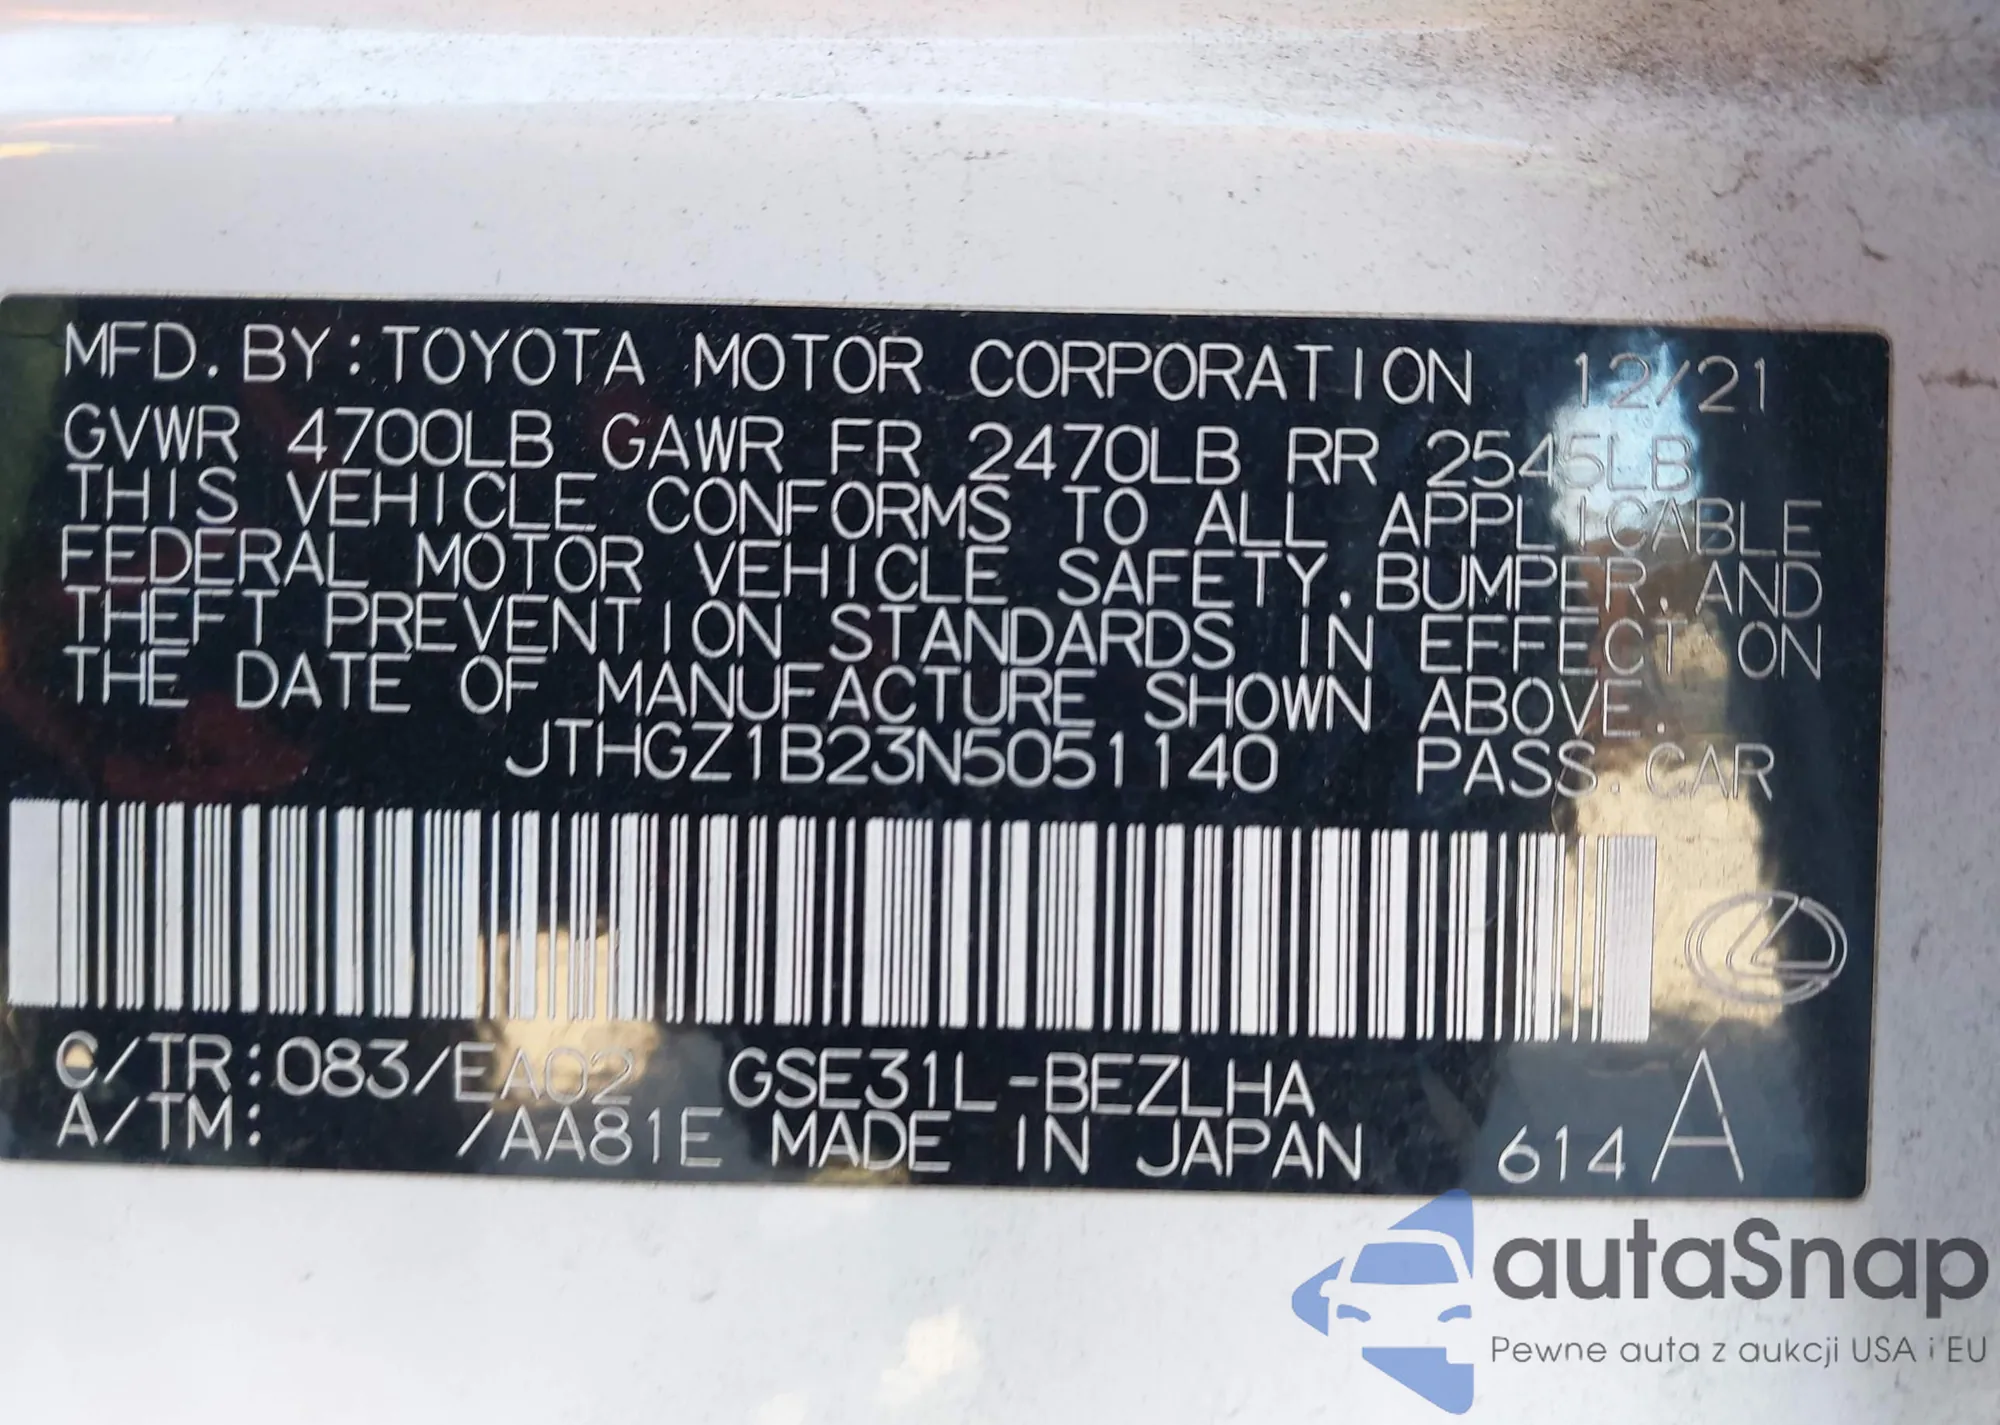 MFD. BY: TOYOTA MOTOR CORPORATION 12/21
GVWR 4700LB GAWR FR 2470LB RR 2545LB
THIS VEHICLE CONFORMS TO ALL APPLICABLE
FEDERAL MOTOR VEHICLE SAFETY, BUMPER, AND
THEFT PREVENTION STANDARDS IN EFFECT ON
THE DATE OF MANUFACTURE SHOWN ABOVE.
JTHGZ1B23N5051140 PASS. CAR
C/TR:083/EA02 GSE31L-BEZLHA
A/TM: /AA81E MADE IN JAPAN 614 A
autaSnap
Pewne auta z aukcji USA i EU